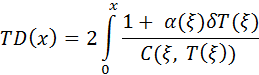 TD(x) = 2 ∫₀ˣ (1 + α(ξ)δT(ξ)) / C(ξ, T(ξ))